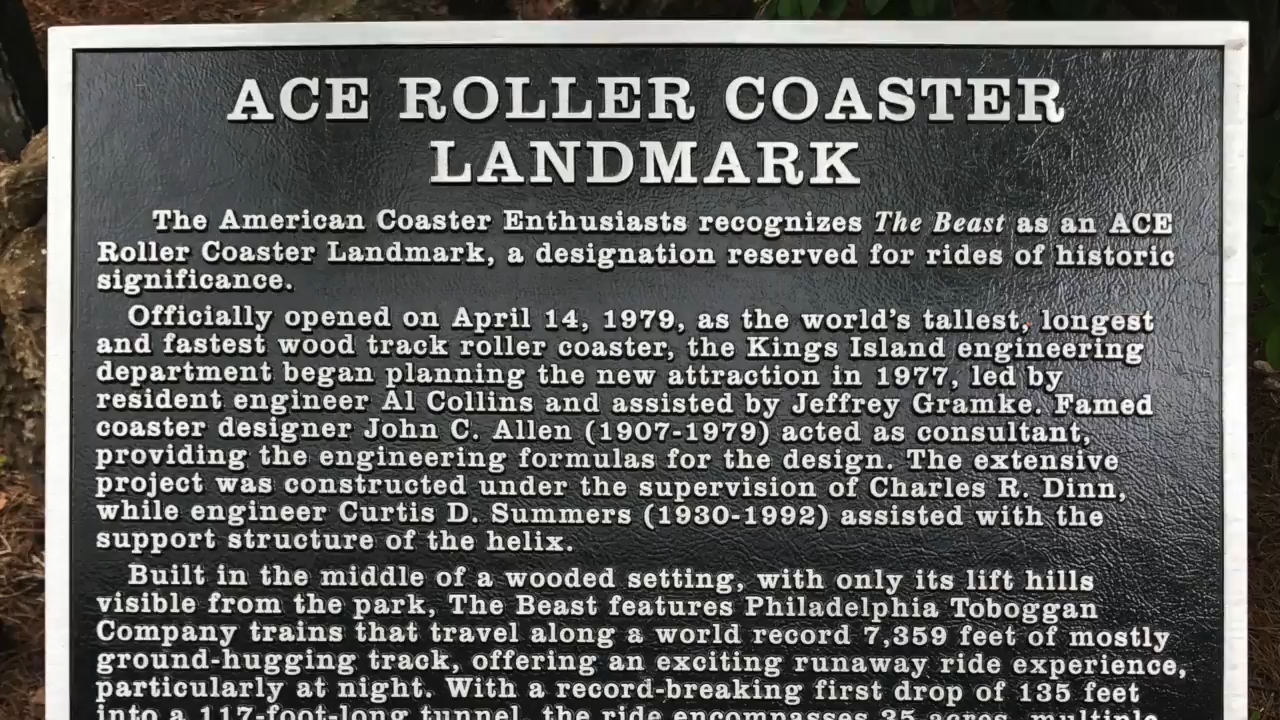 ACE ROLLER COASTER
LANDMARK
The American Coaster Enthusiasts recognizes The Beast as an ACE
Roller Coaster Landmark, a designation reserved for rides of historic
significance.
Officially opened on April 14, 1979, as the world's tallest, longest
and fastest wood track roller coaster, the Kings Island engineering
department began planning the new attraction in 1977, led by
resident engineer Al Collins and assisted by Jeffrey Gramke. Famed
coaster designer John C. Allen (1907-1979) acted as consultant,
providing the engineering formulas for the design. The extensive
project was constructed under the supervision of Charles R. Dinn,
while engineer Curtis D. Summers (1930-1992) assisted with the
support structure of the helix.
Built in the middle of a wooded setting, with only its lift hills
visible from the park, The Beast features Philadelphia Toboggan
Company trains that travel along a world record 7,359 feet of mostly
ground-hugging track, offering an exciting runaway ride experience,
particularly at night. With a record-breaking first drop of 135 feet
into a 117-foot-long tunnel, the ride encompasses 35 acres, multiple